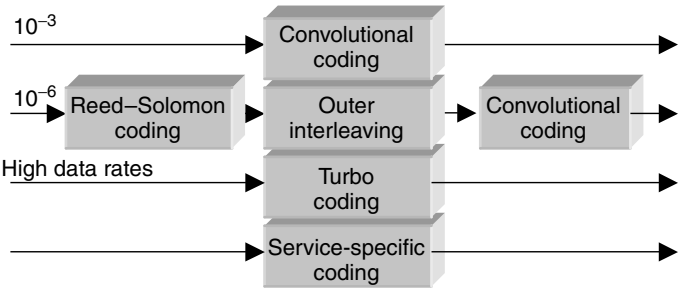 10–3
Convolutional
coding
10–6
Reed–Solomon
coding
Outer
interleaving
Convolutional
coding
High data rates
Turbo
coding
Service-specific
coding